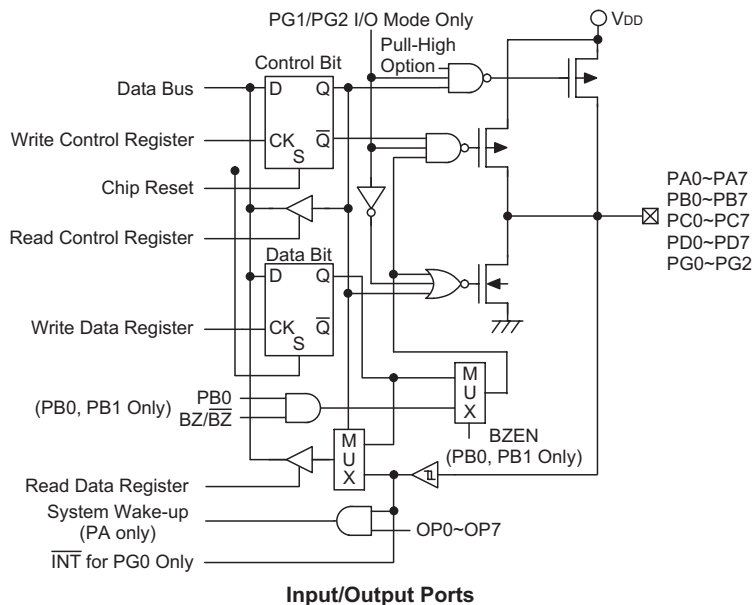 PG1/PG2 I/O Mode Only
VDD
Pull-High
Option
Control Bit
Data Bus
D
Q
Write Control Register
CK
Q̅
S
Chip Reset
Read Control Register
Data Bit
D
Q
Write Data Register
CK
Q̅
S
PA0~PA7
PB0~PB7
PC0~PC7
PD0~PD7
PG0~PG2
M
U
X
PB0
(PB0, PB1 Only)
BZ/B̅Z̅
BZEN
(PB0, PB1 Only)
M
U
X
Read Data Register
System Wake-up
(PA only)
OP0~OP7
I̅N̅T̅ for PG0 Only
Input/Output Ports